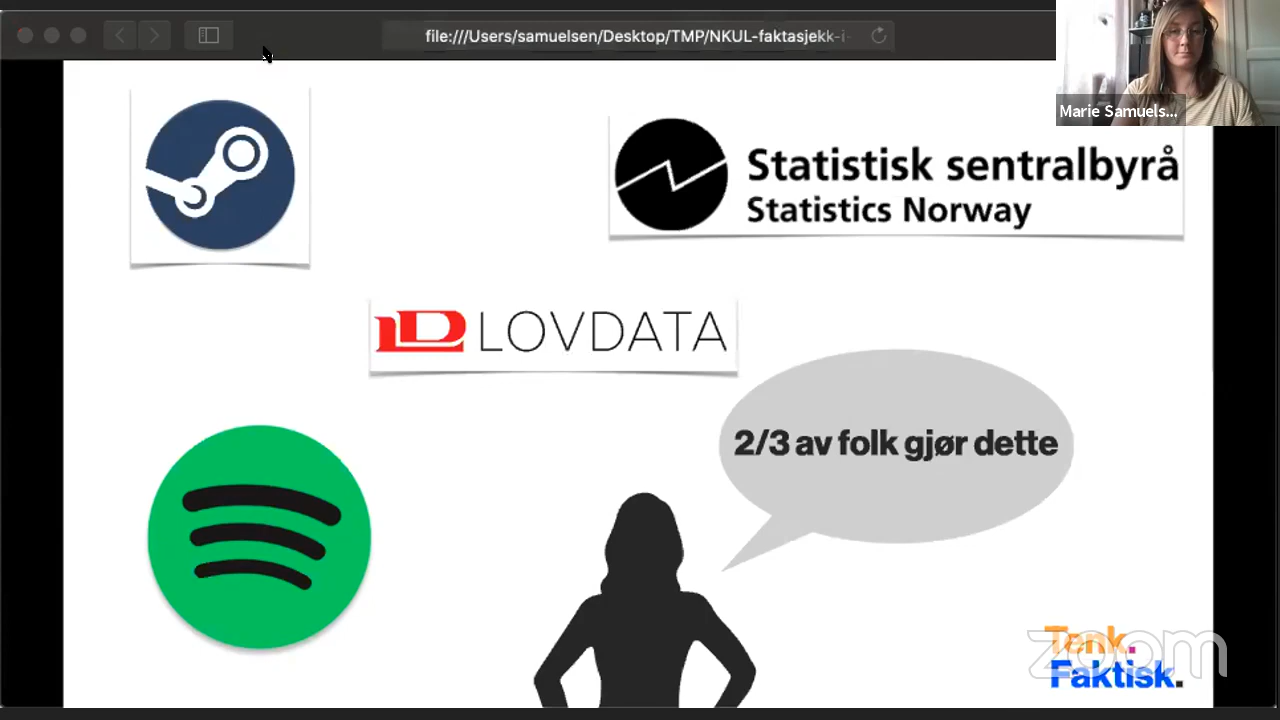 file:///Users/samuelsen/Desktop/TMP/NKUL-faktasjekk-i-
Marie Samuels...
Statistisk sentralbyrå
Statistics Norway
LD LOVDATA
2/3 av folk gjør dette
Tenk.
Faktisk.
zoom